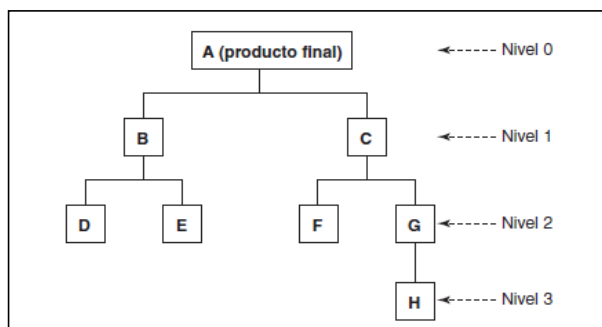 A (producto final)
Nivel 0
B
C
Nivel 1
D
E
F
G
Nivel 2
H
Nivel 3